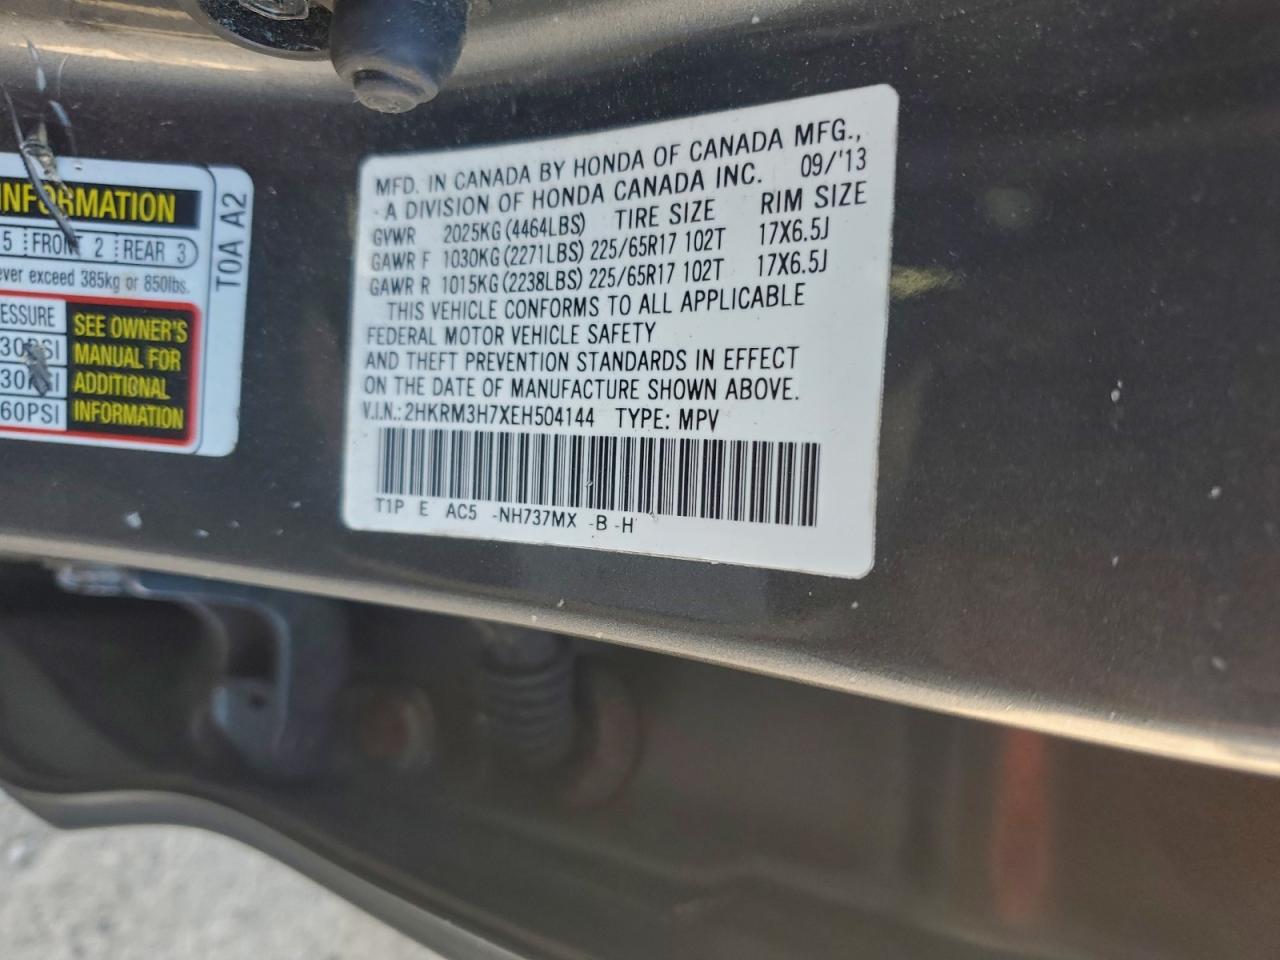 INFORMATION
5 FRONT 2 REAR 3
ever exceed 385kg or 850lbs.
ESSURE
30PSI
30PSI
60PSI
SEE OWNER'S
MANUAL FOR
ADDITIONAL
INFORMATION
T0A A2
MFD. IN CANADA BY HONDA OF CANADA MFG.,
A DIVISION OF HONDA CANADA INC. 09/'13
GVWR 2025KG (4464LBS) TIRE SIZE RIM SIZE
GAWR F 1030KG (2271LBS) 225/65R17 102T 17X6.5J
GAWR R 1015KG (2238LBS) 225/65R17 102T 17X6.5J
THIS VEHICLE CONFORMS TO ALL APPLICABLE
FEDERAL MOTOR VEHICLE SAFETY
AND THEFT PREVENTION STANDARDS IN EFFECT
ON THE DATE OF MANUFACTURE SHOWN ABOVE.
V.I.N.: 2HKRM3H7XEH504144 TYPE: MPV
T1P E AC5 -NH737MX -B -H